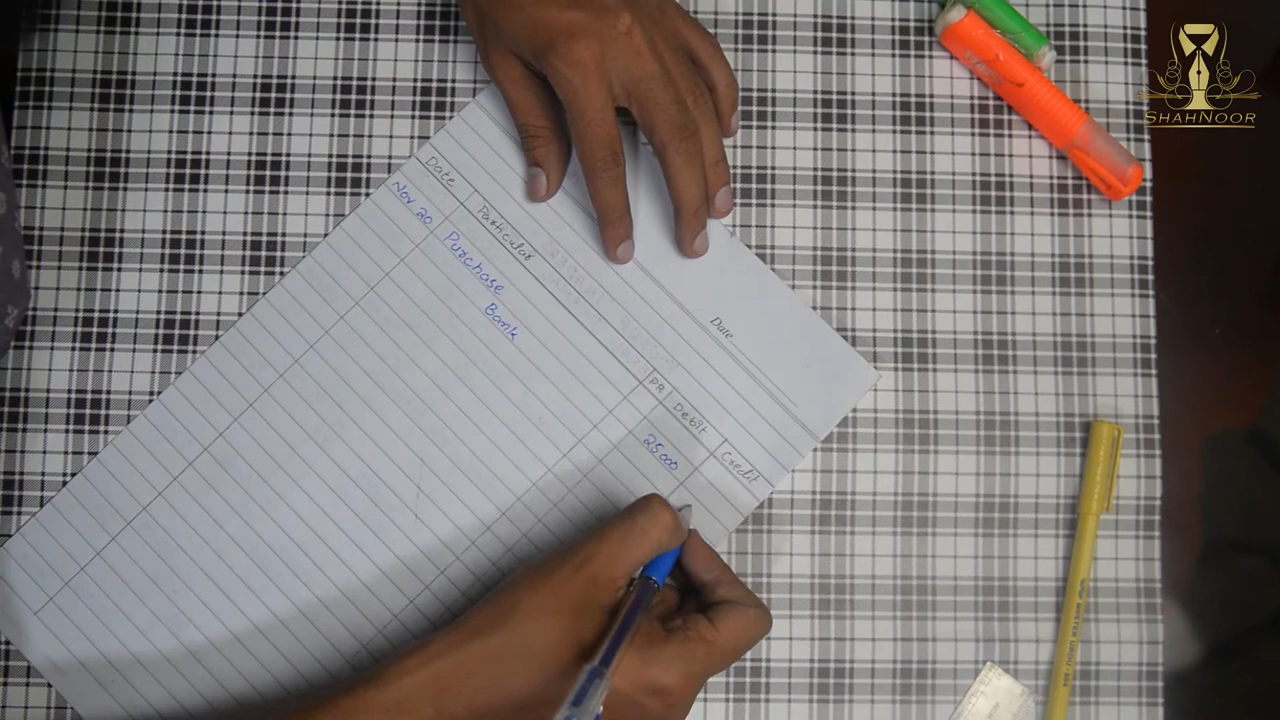 SHAHNOOR
Date
Date Particular PR Debit Credit
Nov 20 Purchase 25000
Bank